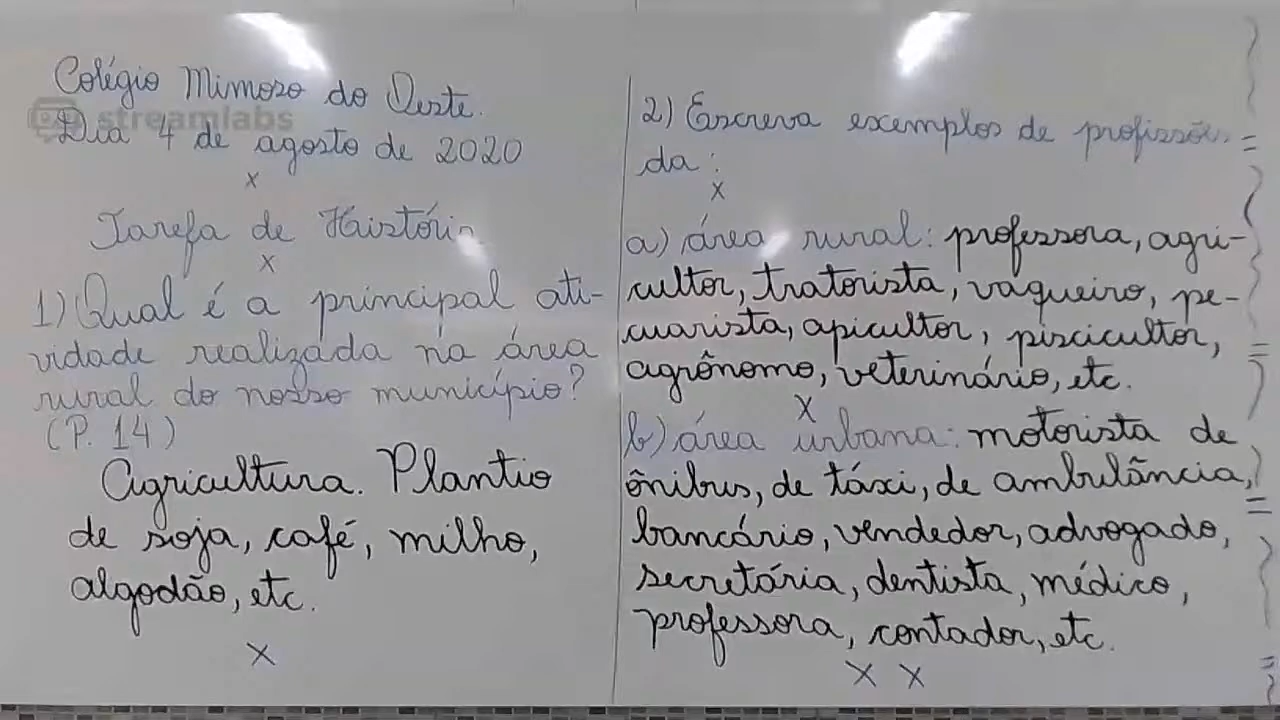 Colégio Mimoso do Oeste.
streamlabs
Dia 4 de agosto de 2020
x
Tarefa de História
x
1) Qual é a principal ati-
vidade realizada na área
rural do nosso município?
(P. 14)
Agricultura. Plantio
de soja, café, milho,
algodão, etc.
x
2) Escreva exemplos de profissões
da:
x
a) área rural: professora, agri-
cultor, tratorista, vaqueiro, pe-
cuarista, apicultor, piscicultor,
agrônomo, veterinário, etc.
x
b) área urbana: motorista de
ônibus, de táxi, de ambulância,
bancário, vendedor, advogado,
secretária, dentista, médico,
professora, contador, etc.
x x